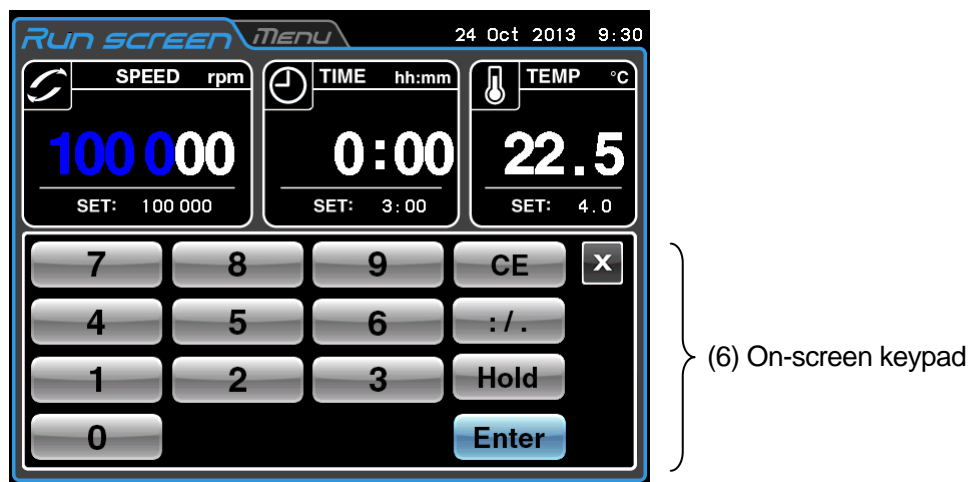 Run screen Menu 24 Oct 2013 9:30
SPEED rpm TIME hh:mm TEMP °C
100 000 0:00 22.5
SET: 100 000 SET: 3:00 SET: 4.0
7 8 9 CE X
4 5 6 :/.
1 2 3 Hold
0 Enter
(6) On-screen keypad